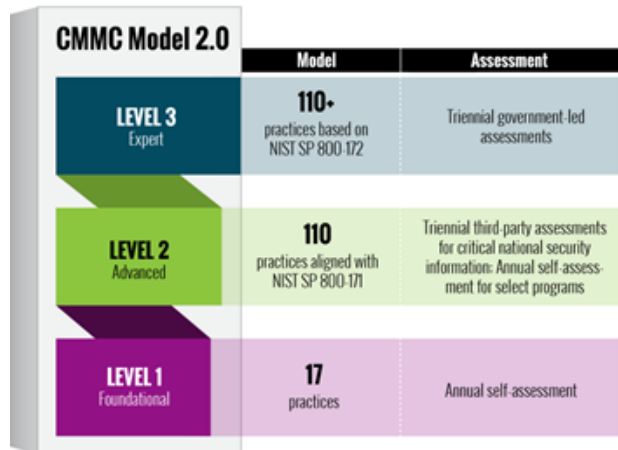 CMMC Model 2.0
Model
Assessment
LEVEL 3
Expert
110+
practices based on
NIST SP 800-172
Triennial government-led
assessments
LEVEL 2
Advanced
110
practices aligned with
NIST SP 800-171
Triennial third-party assessments
for critical national security
information: Annual self-assess-
ment for select programs
LEVEL 1
Foundational
17
practices
Annual self-assessment